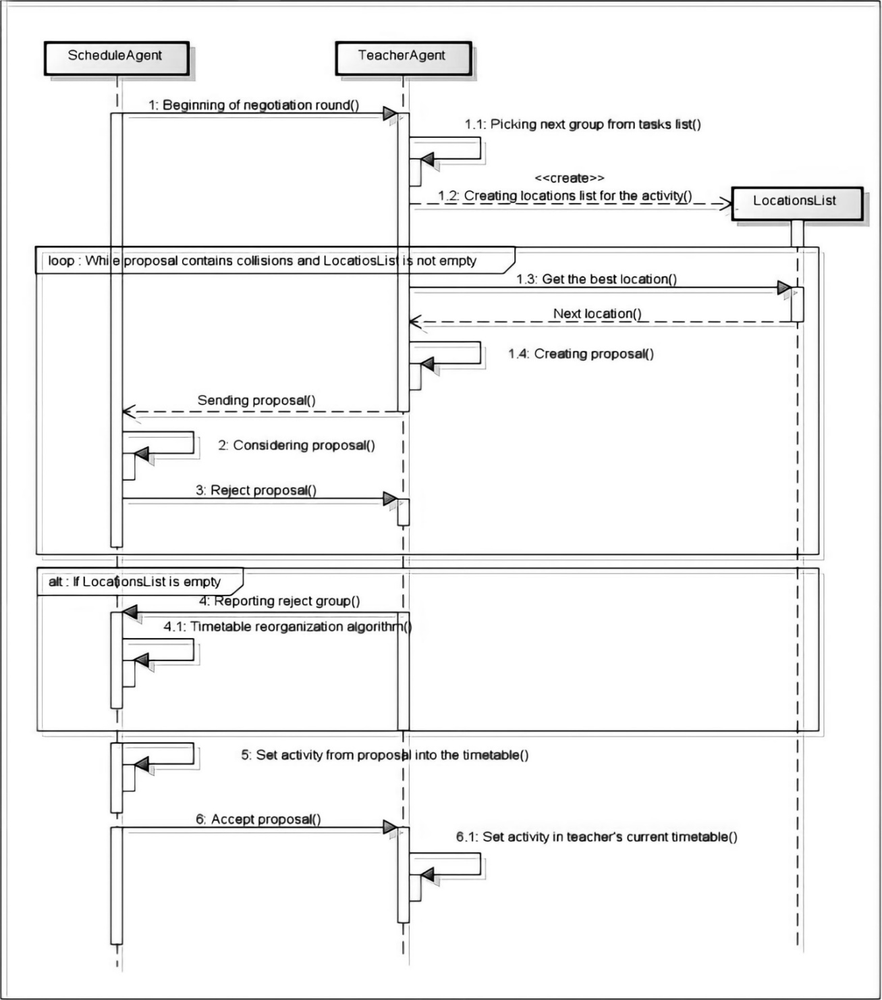 ScheduleAgent
TeacherAgent
1: Beginning of negotiation round()
1.1: Picking next group from tasks list()
<<create>>
1.2: Creating locations list for the activity()
LocationsList
loop : While proposal contains collisions and LocatiosList is not empty
1.3: Get the best location()
Next location()
1.4: Creating proposal()
Sending proposal()
2: Considering proposal()
3: Reject proposal()
alt : If LocationsList is empty
4: Reporting reject group()
4.1: Timetable reorganization algorithm()
5: Set activity from proposal into the timetable()
6: Accept proposal()
6.1: Set activity in teacher's current timetable()